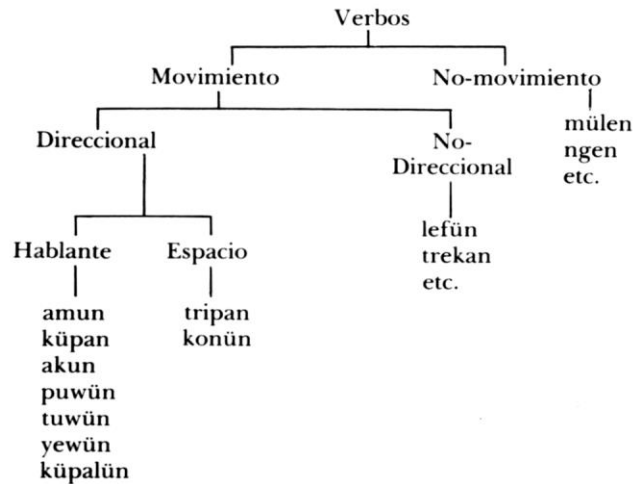 Verbos
Movimiento
No-movimiento
mülen
ngen
etc.
Direccional
No-
Direccional
lefün
trekan
etc.
Hablante
Espacio
amun
küpan
akun
puwün
tuwün
yewün
küpalün
tripan
konün